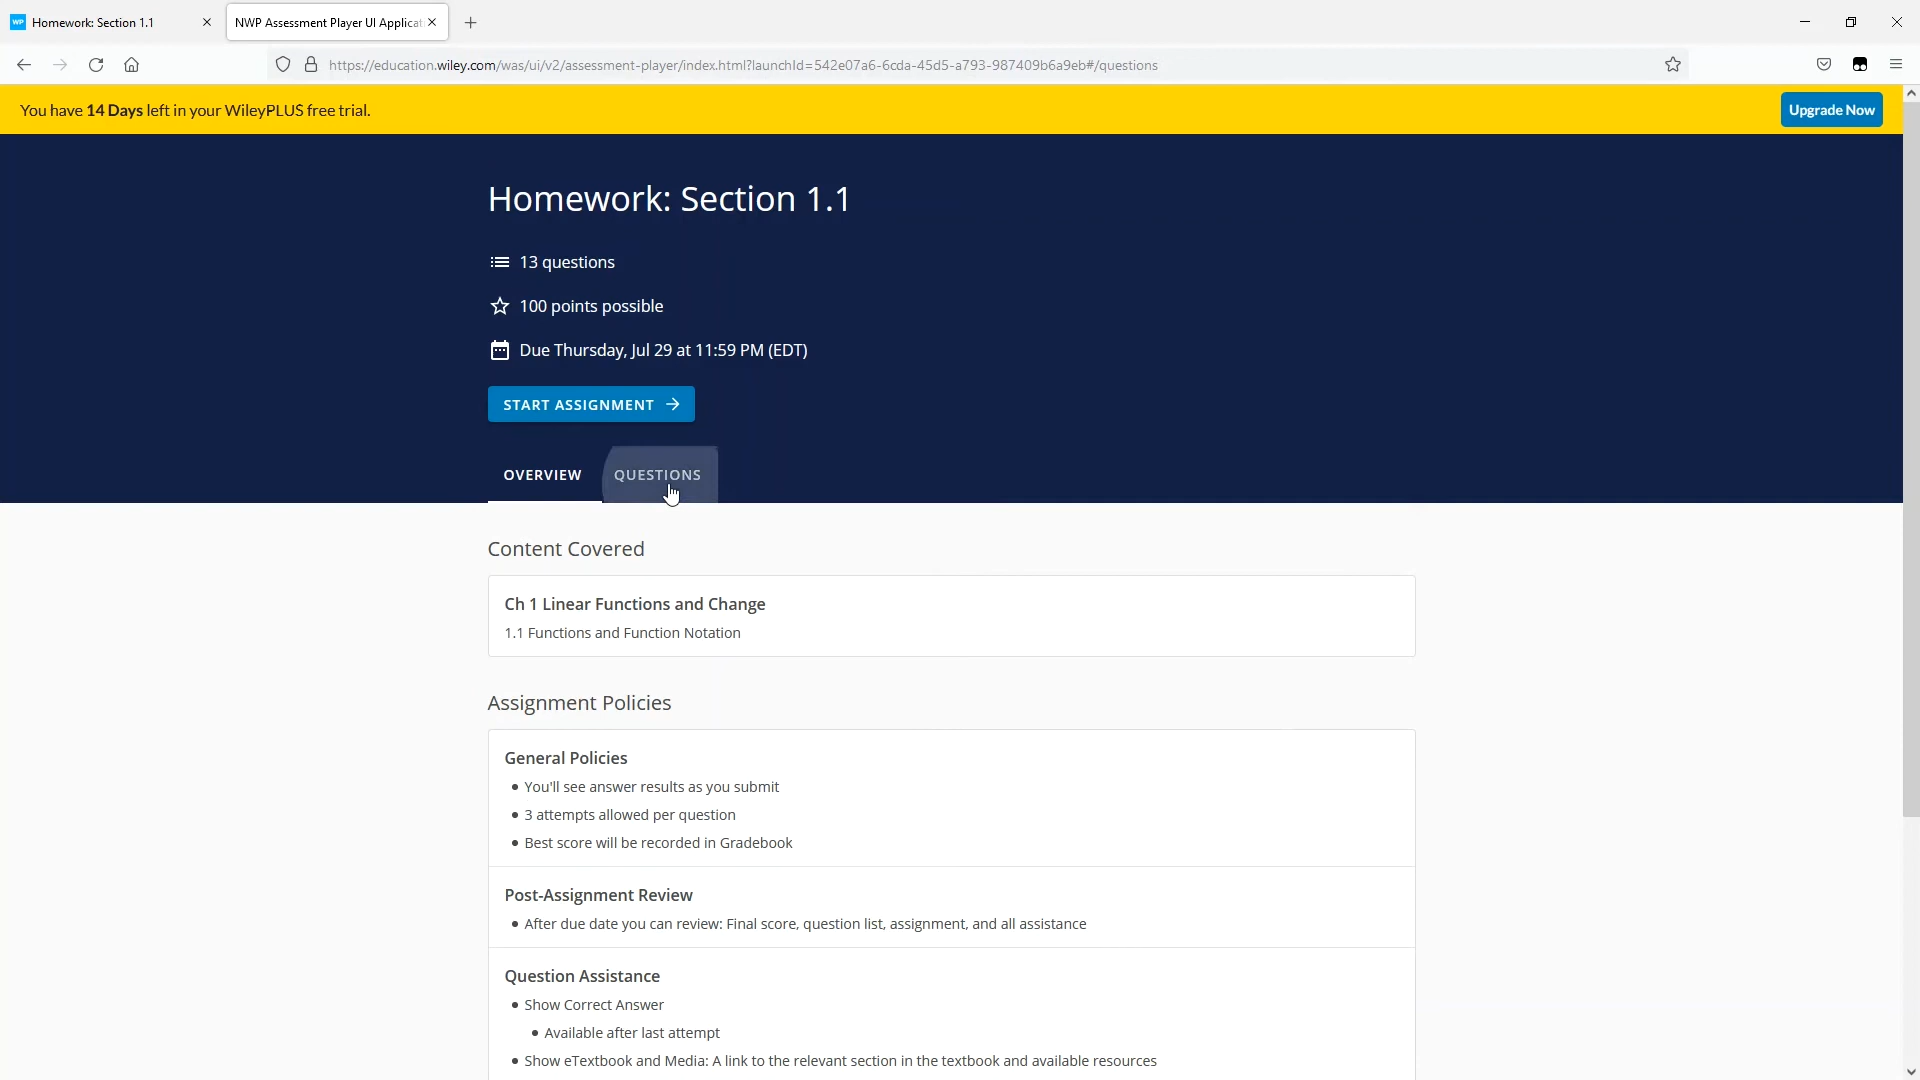 WP Homework: Section 1.1
NWP Assessment Player UI Applicat
https://education.wiley.com/was/ui/v2/assessment-player/index.html?launchId=542e07a6-6cda-45d5-a793-987409b6a9eb#/questions
You have 14 Days left in your WileyPLUS free trial.
Upgrade Now
Homework: Section 1.1
13 questions
100 points possible
Due Thursday, Jul 29 at 11:59 PM (EDT)
START ASSIGNMENT
OVERVIEW QUESTIONS
Content Covered
Ch 1 Linear Functions and Change
1.1 Functions and Function Notation
Assignment Policies
General Policies
• You'll see answer results as you submit
• 3 attempts allowed per question
• Best score will be recorded in Gradebook
Post-Assignment Review
• After due date you can review: Final score, question list, assignment, and all assistance
Question Assistance
• Show Correct Answer
• Available after last attempt
• Show eTextbook and Media: A link to the relevant section in the textbook and available resources